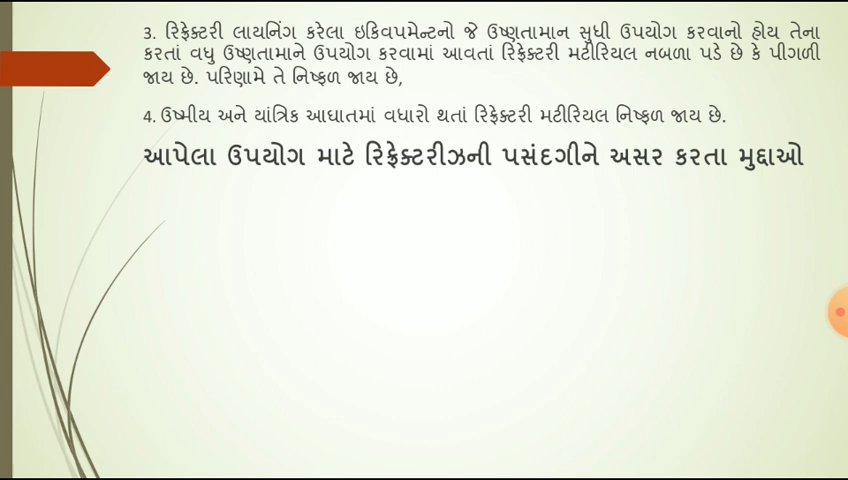 3. રિફ્રેક્ટરી લાયનિંગ કરેલા ઇકિવપમેન્ટનો જે ઉષ્ણતામાન સુધી ઉપયોગ કરવાનો હોય તેના
કરતાં વધુ ઉષ્ણતામાને ઉપયોગ કરવામાં આવતાં રિફ્રેક્ટરી મટીરિયલ નબળા પડે છે કે પીગળી
જાય છે. પરિણામે તે નિષ્ફળ જાય છે,
4. ઉષ્મીય અને યાંત્રિક આઘાતમાં વધારો થતાં રિફ્રેક્ટરી મટીરિયલ નિષ્ફળ જાય છે.
આપેલા ઉપયોગ માટે રિફ્રેક્ટરીઝની પસંદગીને અસર કરતા મુદ્દાઓ